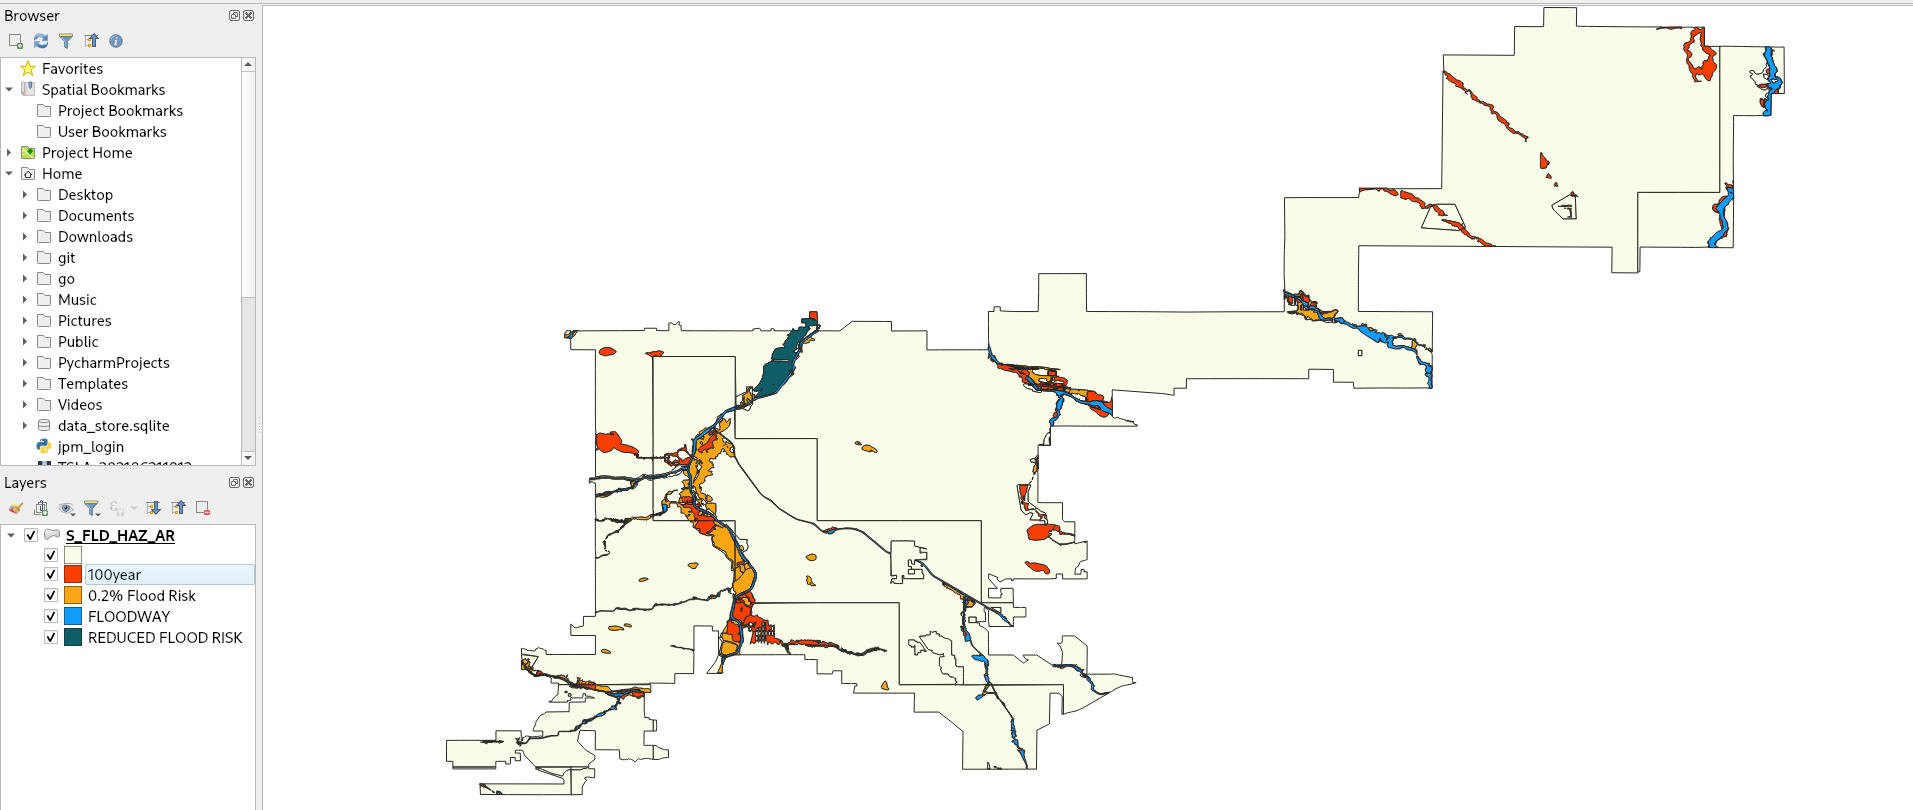 Browser
Favorites
Spatial Bookmarks
Project Bookmarks
User Bookmarks
Project Home
Home
Desktop
Documents
Downloads
git
go
Music
Pictures
Public
PycharmProjects
Templates
Videos
data_store.sqlite
jpm_login
Layers
S_FLD_HAZ_AR
100year
0.2% Flood Risk
FLOODWAY
REDUCED FLOOD RISK